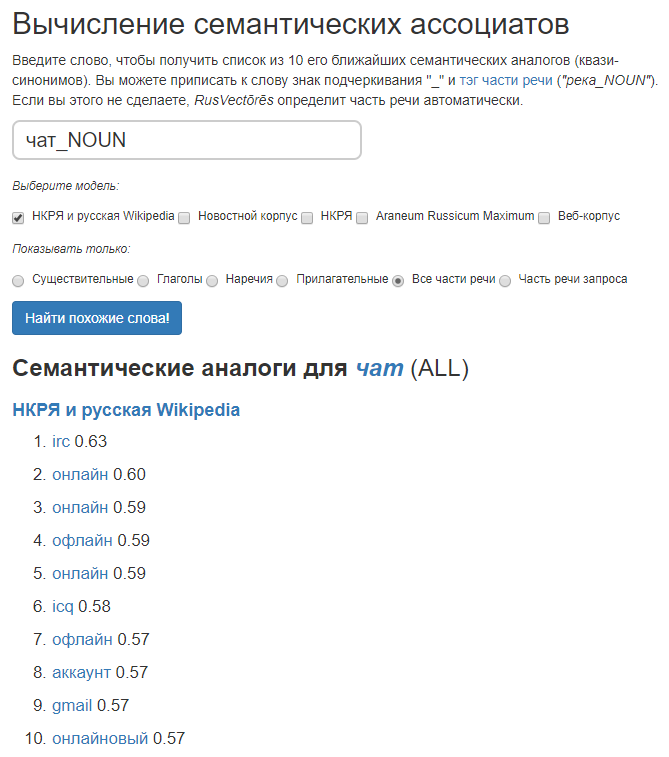 Вычисление семантических ассоциатов
Введите слово, чтобы получить список из 10 его ближайших семантических аналогов (квази-
синонимов). Вы можете приписать к слову знак подчеркивания "_" и тэг части речи ("река_NOUN").
Если вы этого не сделаете, RusVectōrēs определит часть речи автоматически.
чат_NOUN
Выберите модель:
НКРЯ и русская Wikipedia Новостной корпус НКРЯ Araneum Russicum Maximum Веб-корпус
Показывать только:
Существительные Глаголы Наречия Прилагательные Все части речи Часть речи запроса
Найти похожие слова!
Семантические аналоги для чат (ALL)
НКРЯ и русская Wikipedia
1. irc 0.63
2. онлайн 0.60
3. онлайн 0.59
4. офлайн 0.59
5. онлайн 0.59
6. icq 0.58
7. офлайн 0.57
8. аккаунт 0.57
9. gmail 0.57
10. онлайновый 0.57